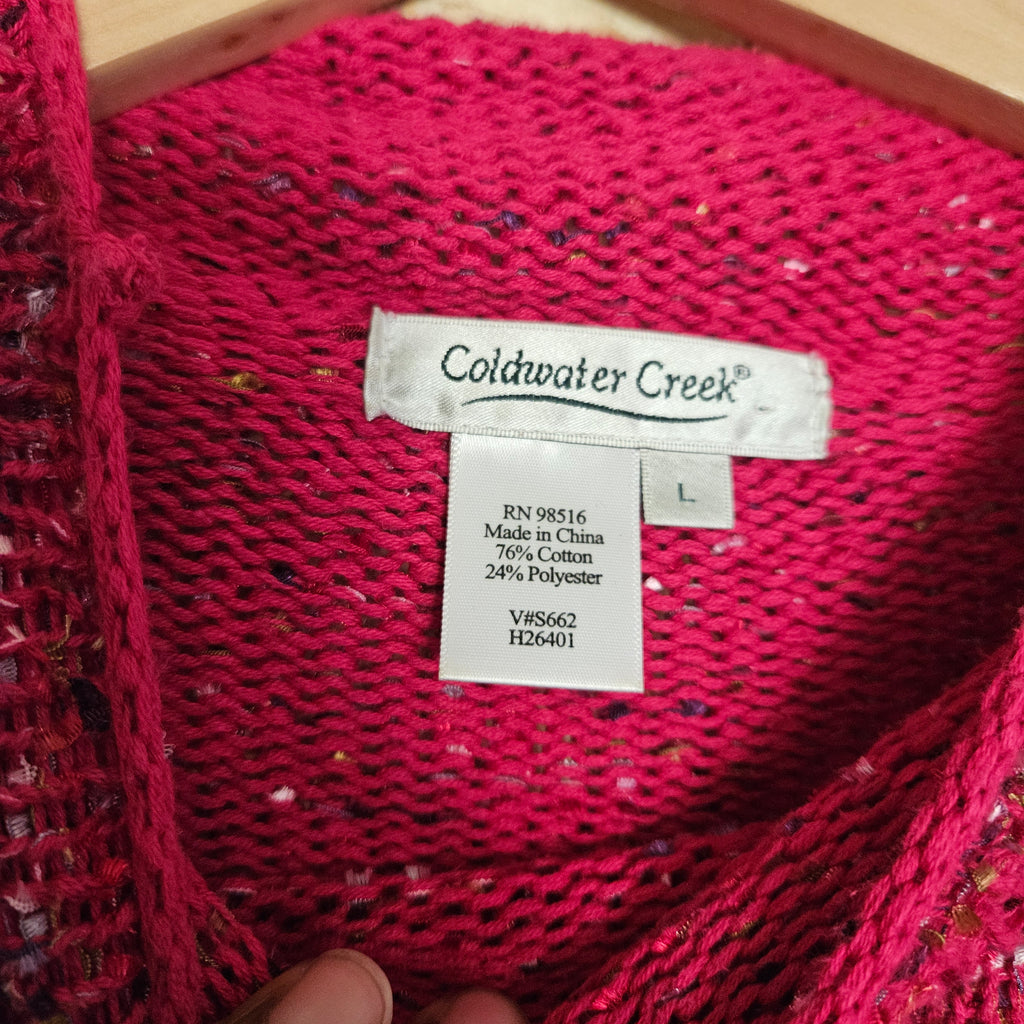 Coldwater Creek®
L
RN 98516
Made in China
76% Cotton
24% Polyester
V#S662
H26401